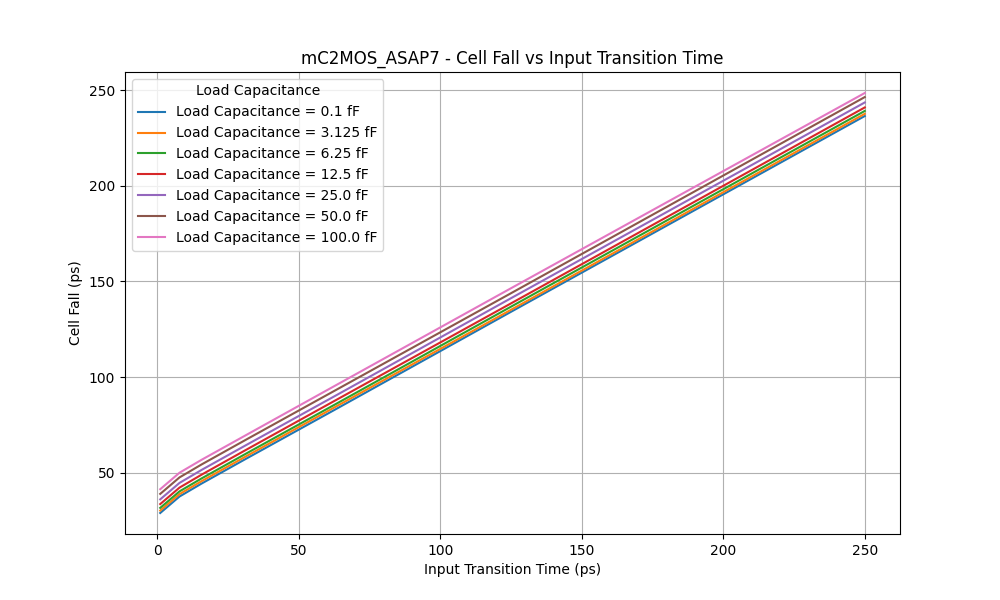 mC2MOS_ASAP7 - Cell Fall vs Input Transition Time
Load Capacitance
Load Capacitance = 0.1 fF
Load Capacitance = 3.125 fF
Load Capacitance = 6.25 fF
Load Capacitance = 12.5 fF
Load Capacitance = 25.0 fF
Load Capacitance = 50.0 fF
Load Capacitance = 100.0 fF
Cell Fall (ps)
250
200
150
100
50
0 50 100 150 200 250
Input Transition Time (ps)